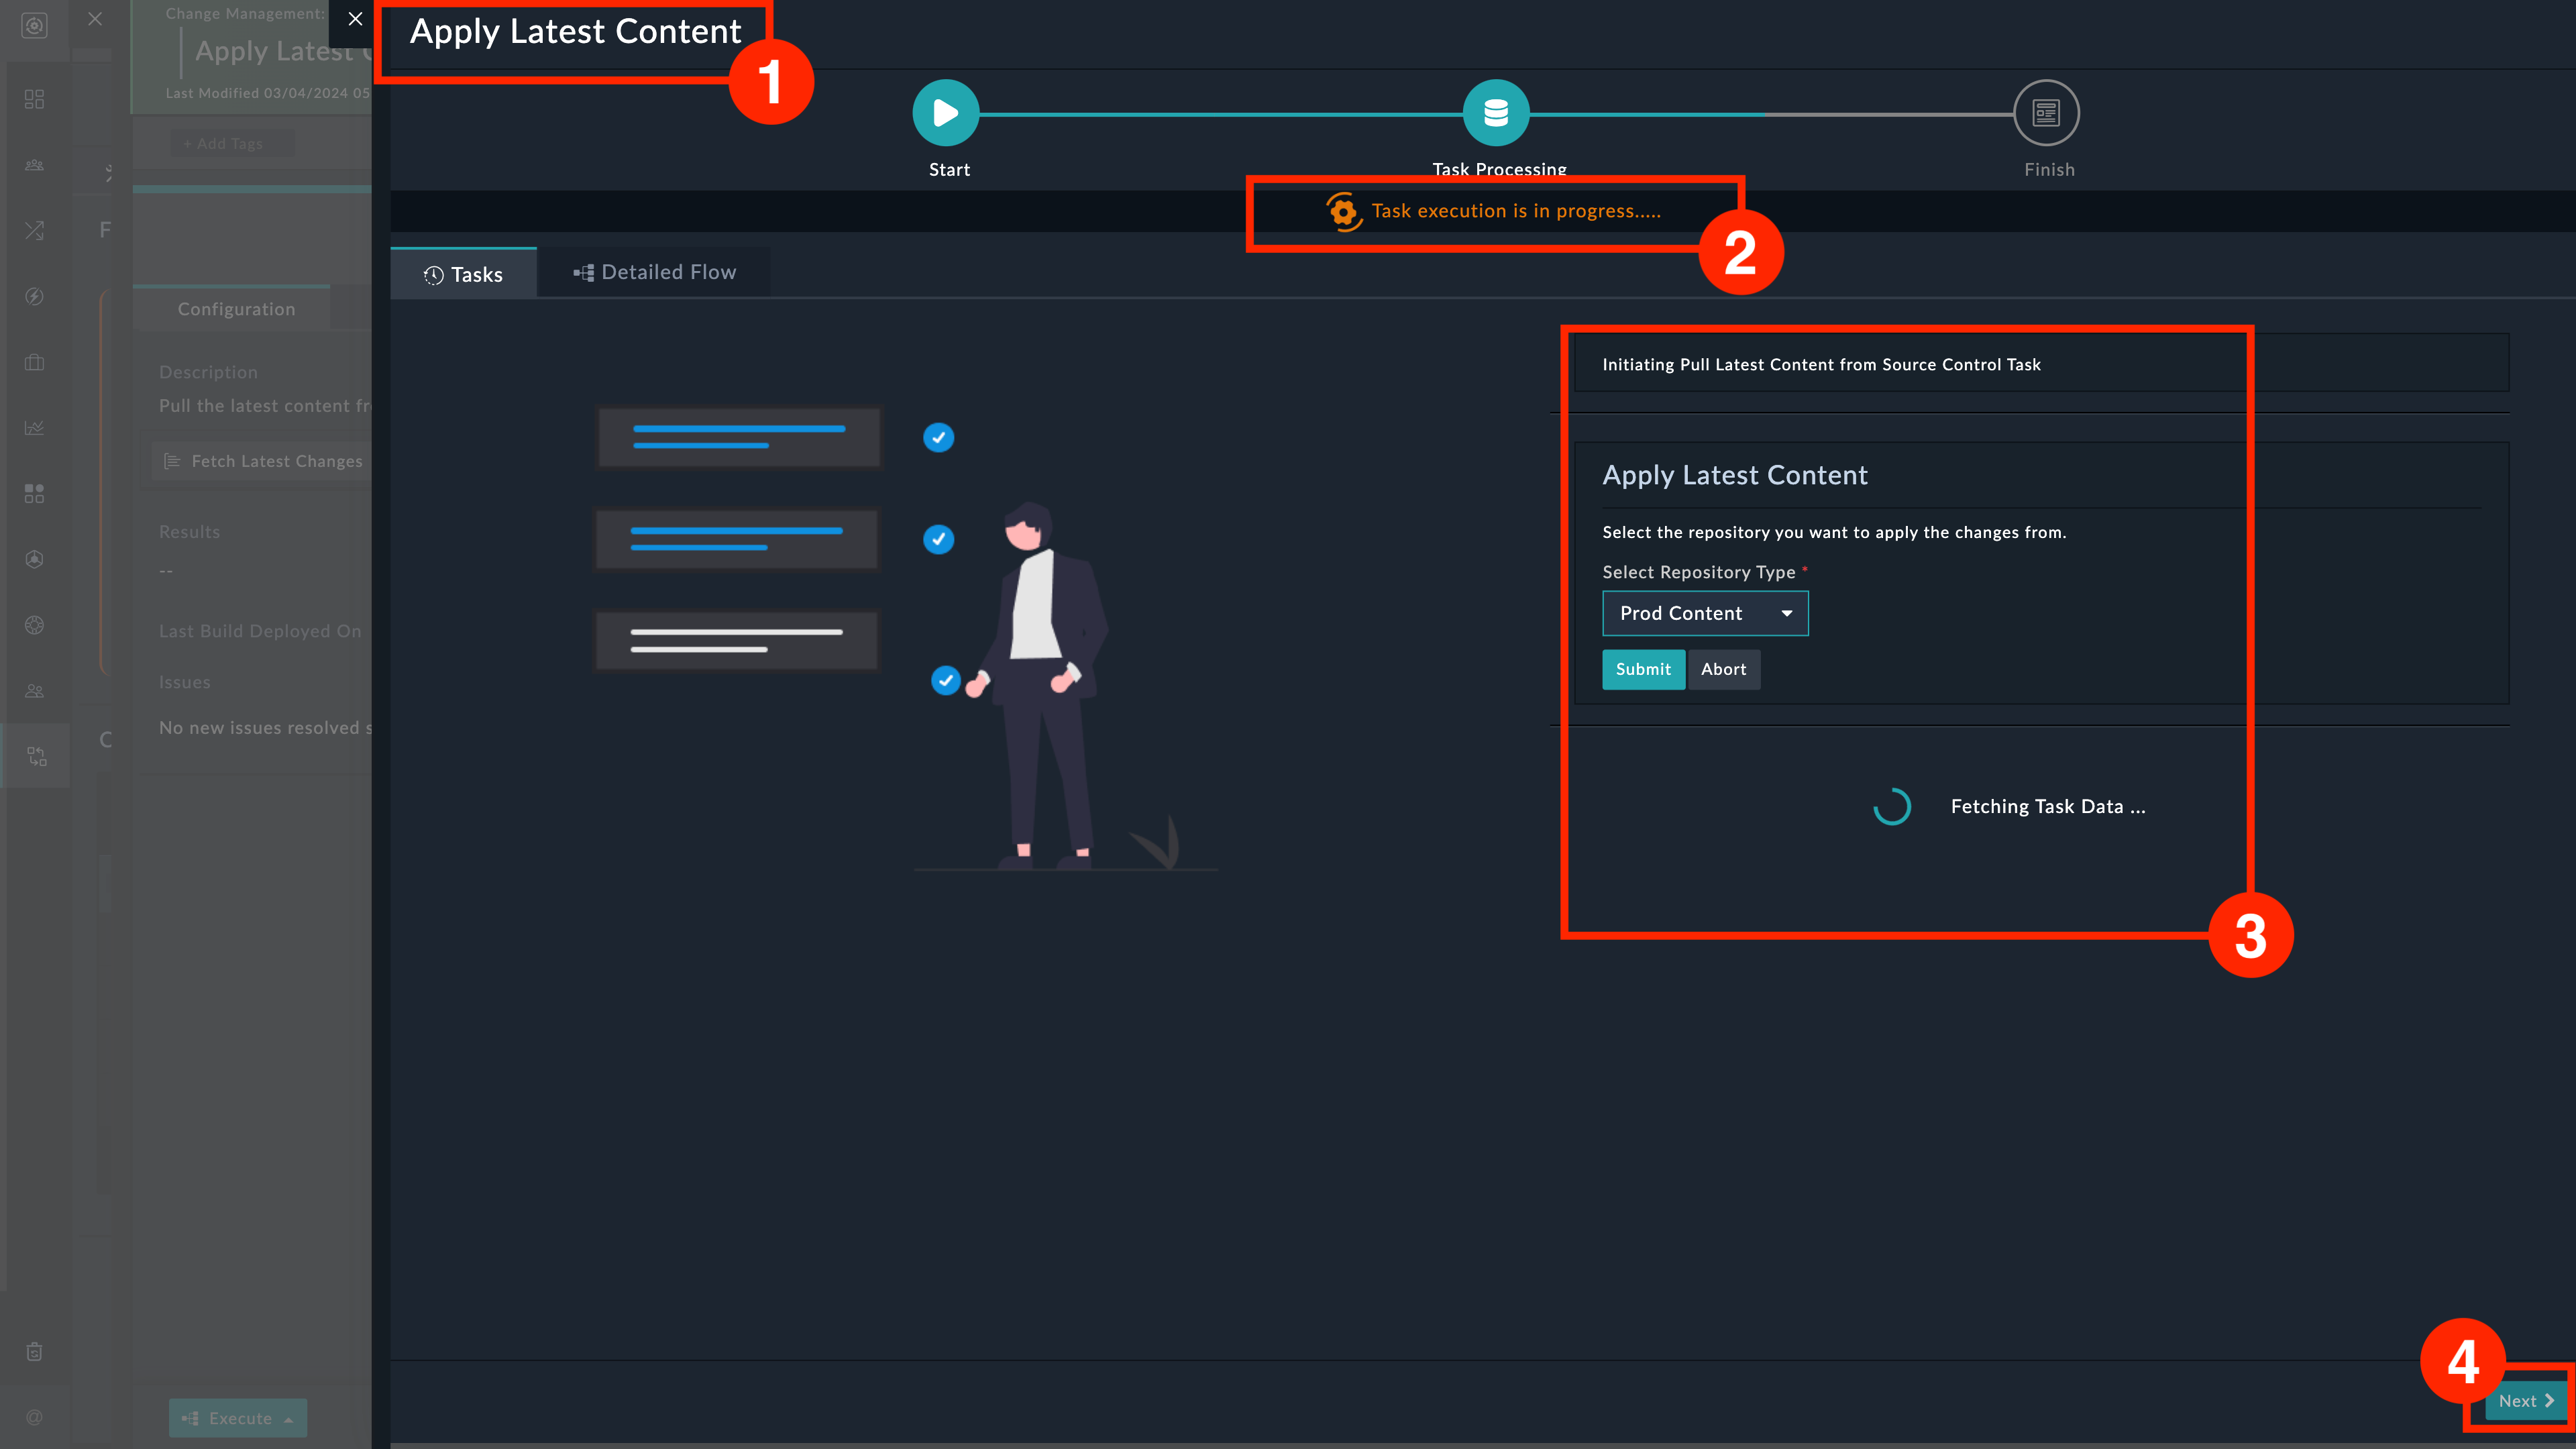 Change Management:
Apply Latest
Last Modified 03/04/2024 05
+ Add Tags
F
Configuration
Description
Pull the latest content fr
Fetch Latest Changes
Results
--
Last Build Deployed On
Issues
No new issues resolved s
C
Execute
Apply Latest Content
1
Start
Task Processing
Finish
Task execution is in progress.....
2
Tasks
Detailed Flow
Initiating Pull Latest Content from Source Control Task
Apply Latest Content
Select the repository you want to apply the changes from.
Select Repository Type *
Prod Content
Submit Abort
Fetching Task Data ...
3
4
Next